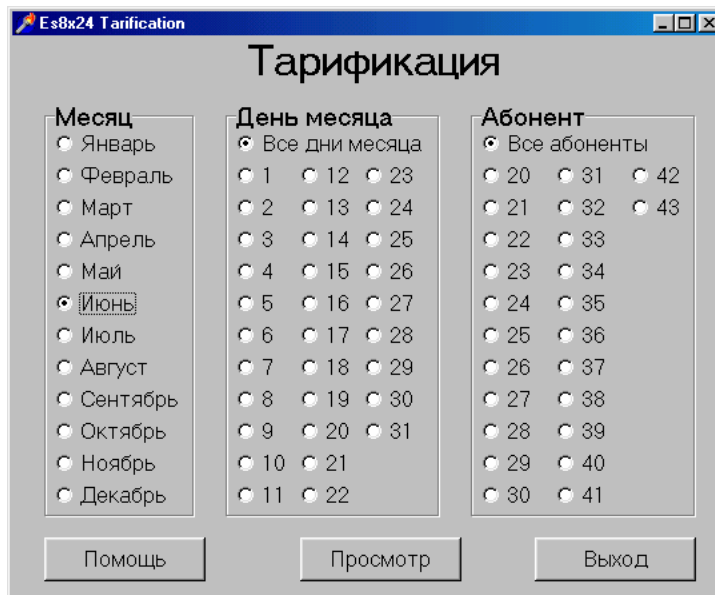 Es8x24 Tarification
Тарификация
Месяц
Январь
Февраль
Март
Апрель
Май
Июнь
Июль
Август
Сентябрь
Октябрь
Ноябрь
Декабрь
День месяца
Все дни месяца
1 12 23
2 13 24
3 14 25
4 15 26
5 16 27
6 17 28
7 18 29
8 19 30
9 20 31
10 21
11 22
Абонент
Все абоненты
20 31 42
21 32 43
22 33
23 34
24 35
25 36
26 37
27 38
28 39
29 40
30 41
Помощь Просмотр Выход